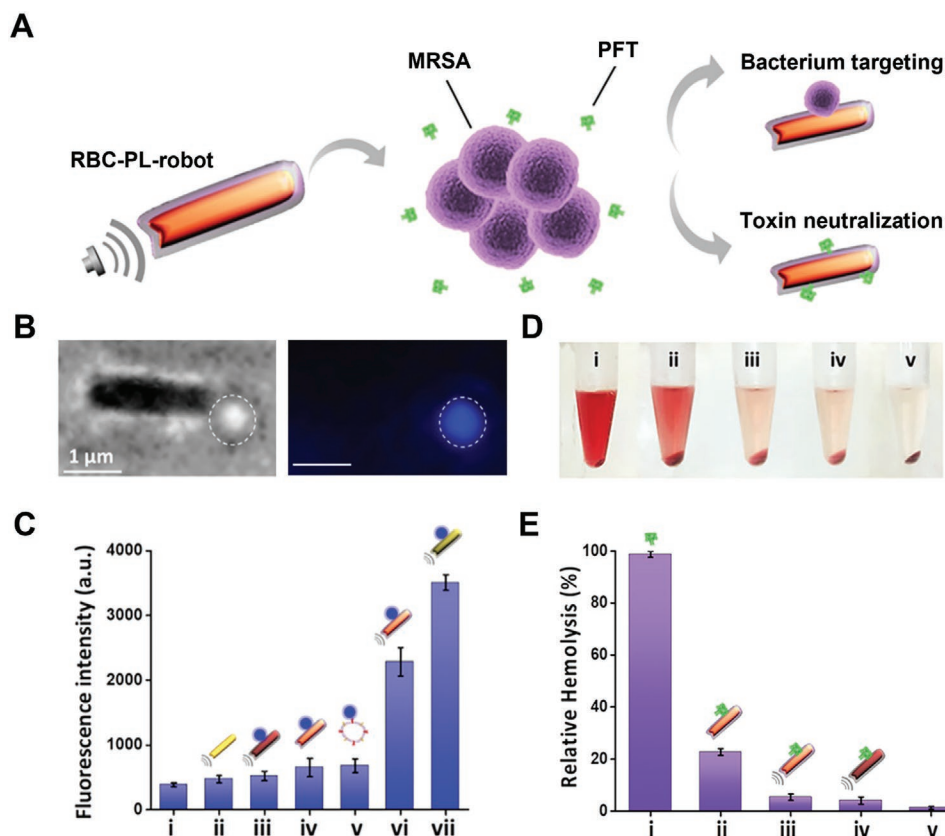 A
MRSA
PFT
Bacterium targeting
RBC-PL-robot
Toxin neutralization
B
1 µm
D
i ii iii iv v
C
Fluorescence intensity (a.u.)
4000
3000
2000
1000
0
i ii iii iv v vi vii
E
Relative Hemolysis (%)
100
80
60
40
20
0
i ii iii iv v